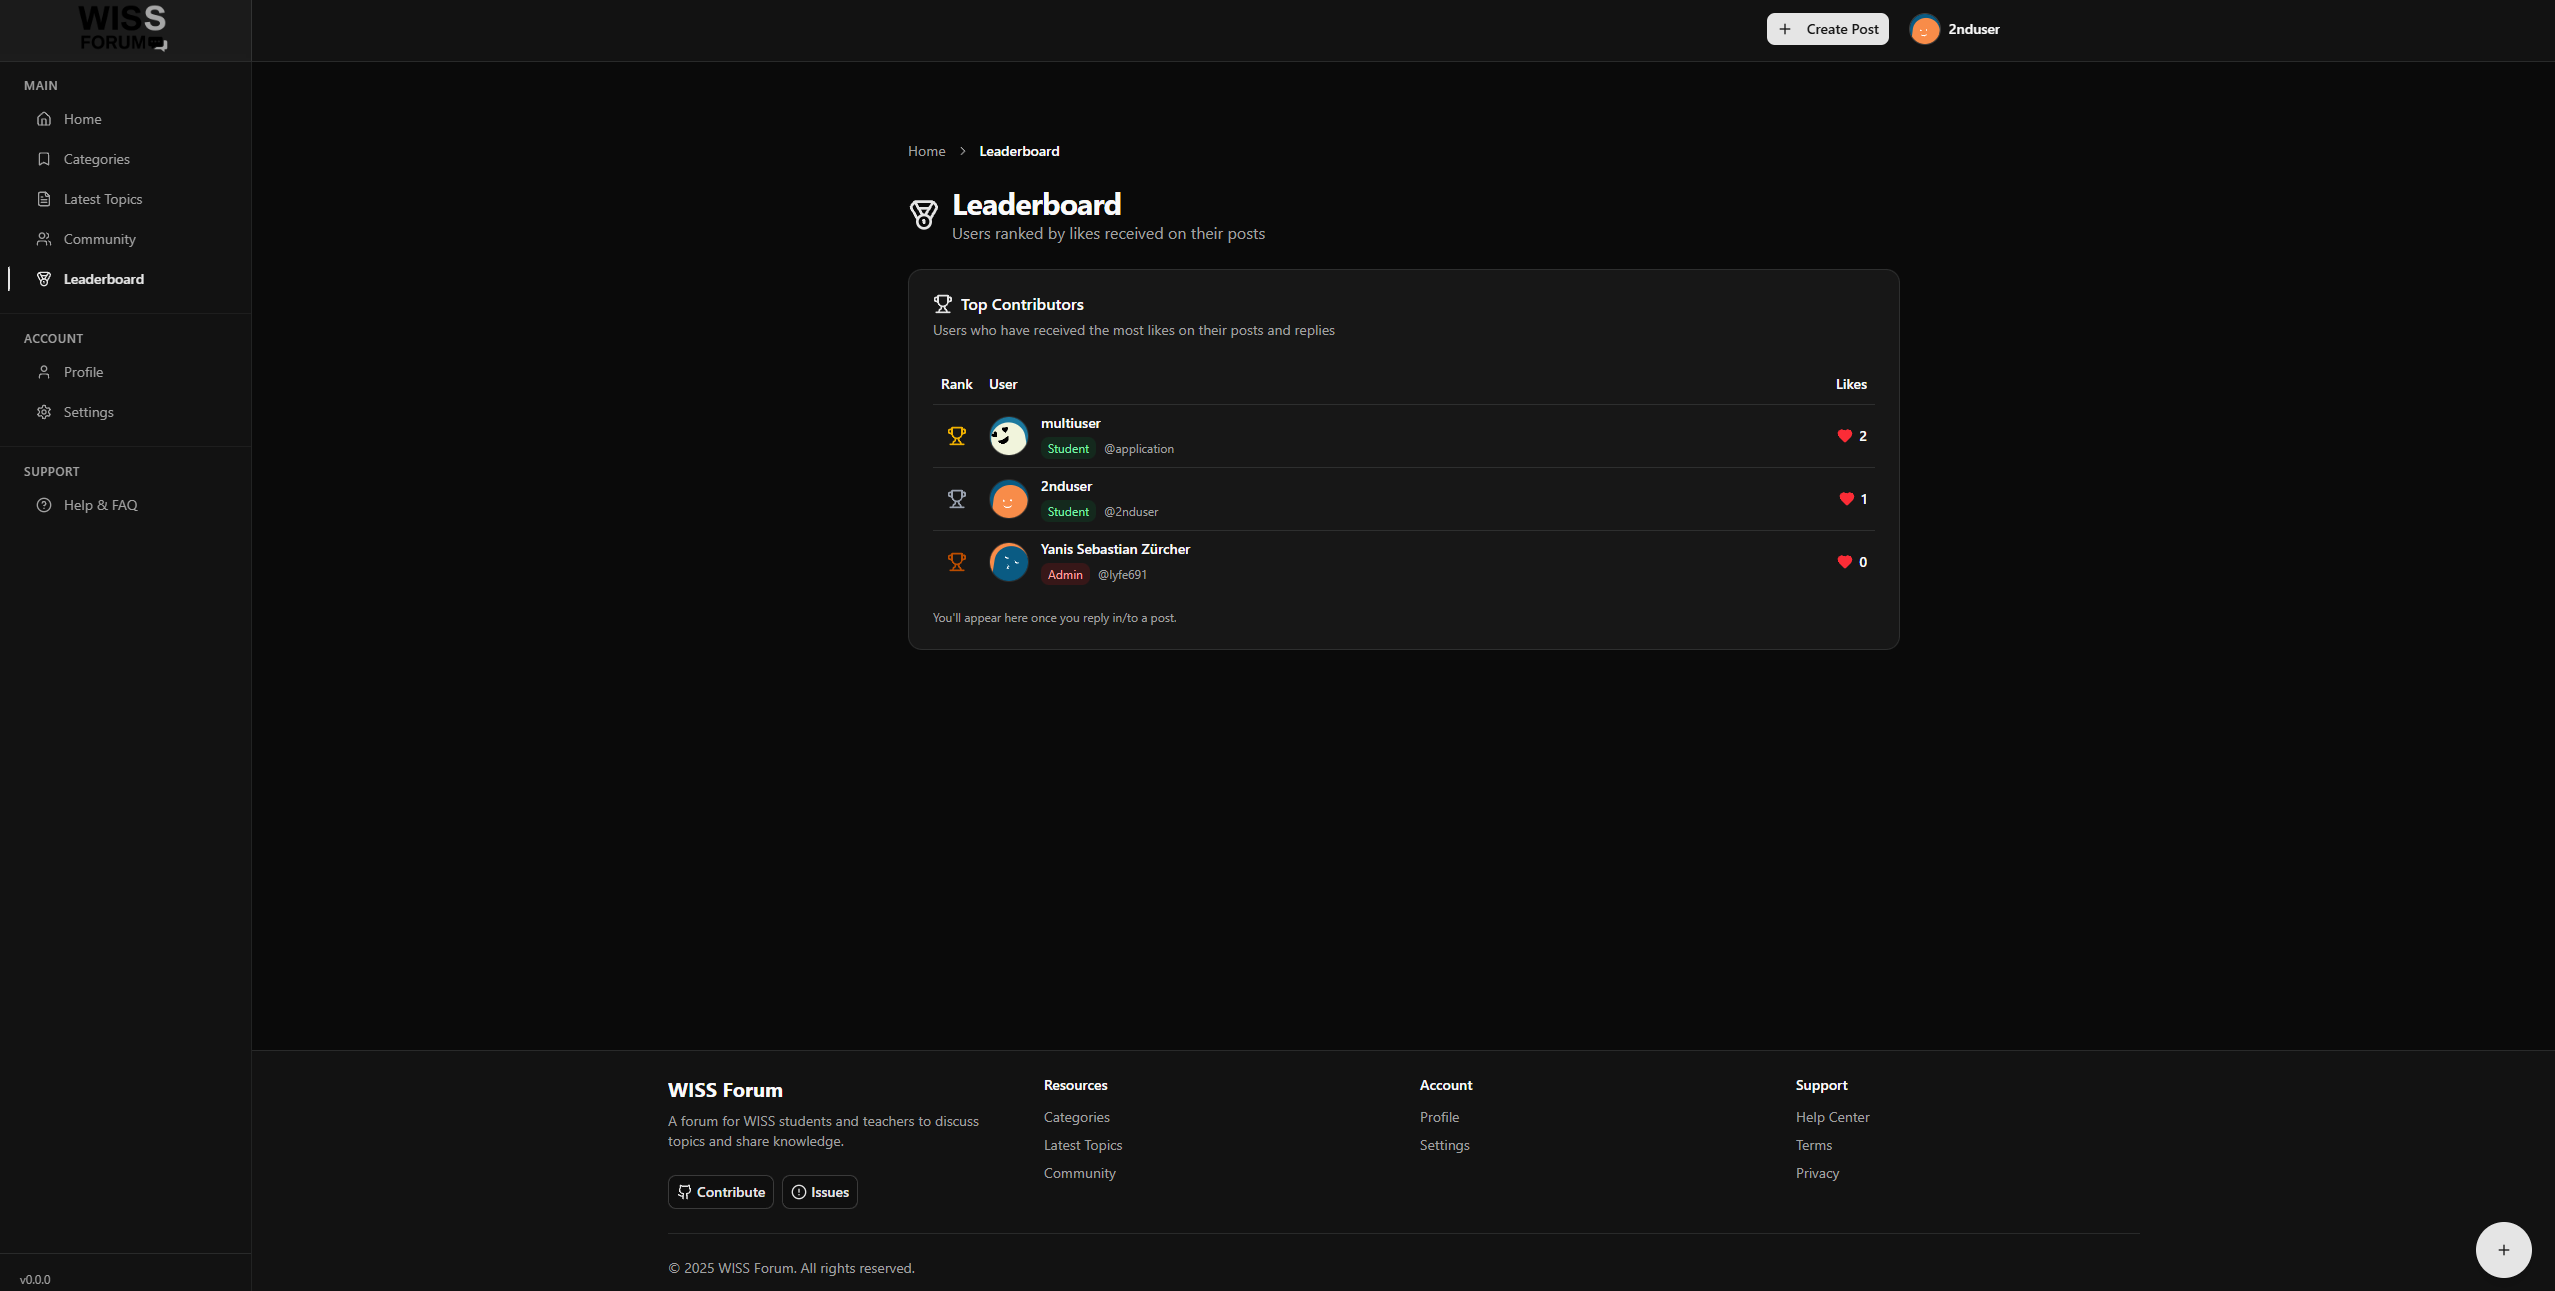 WISS
FORUM
Create Post
2nduser
MAIN
Home
Categories
Latest Topics
Community
Leaderboard
ACCOUNT
Profile
Settings
SUPPORT
Help & FAQ
v0.0.0
Home > Leaderboard
Leaderboard
Users ranked by likes received on their posts
Top Contributors
Users who have received the most likes on their posts and replies
Rank User Likes
multiuser
Student @application
2
2nduser
Student @2nduser
1
Yanis Sebastian Zürcher
Admin @lyfe691
0
You'll appear here once you reply in/to a post.
WISS Forum
A forum for WISS students and teachers to discuss
topics and share knowledge.
Contribute
Issues
Resources
Categories
Latest Topics
Community
Account
Profile
Settings
Support
Help Center
Terms
Privacy
© 2025 WISS Forum. All rights reserved.